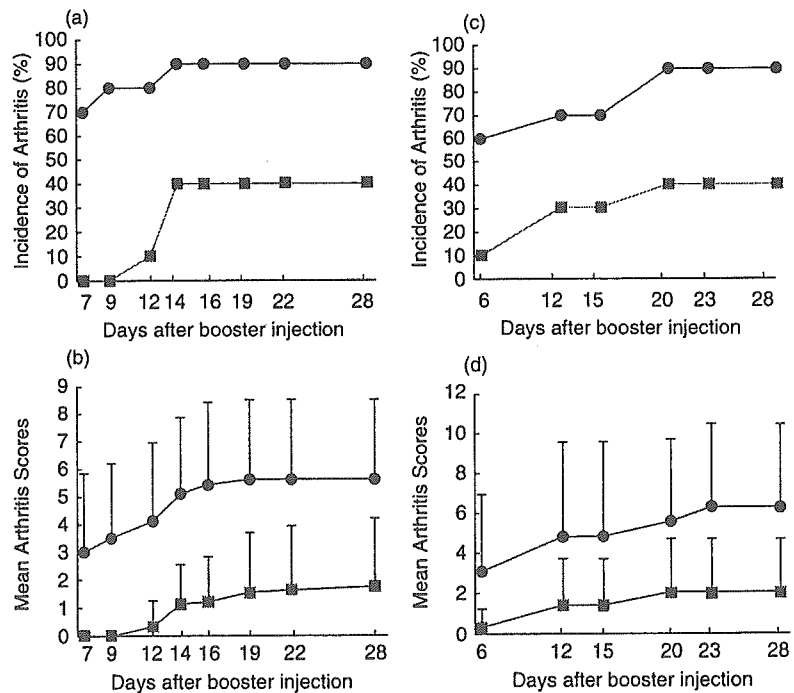 (a)
100
90
80
70
60
50
40
30
20
10
0
Incidence of Arthritis (%)
7 9 12 14 16 19 22 28
Days after booster injection
(c)
100
90
80
70
60
50
40
30
20
10
0
Incidence of Arthritis (%)
6 12 15 20 23 28
Days after booster injection
(b)
9
8
7
6
5
4
3
2
1
0
Mean Arthritis Scores
7 9 12 14 16 19 22 28
Days after booster injection
(d)
12
10
8
6
4
2
0
Mean Arthritis Scores
6 12 15 20 23 28
Days after booster injection